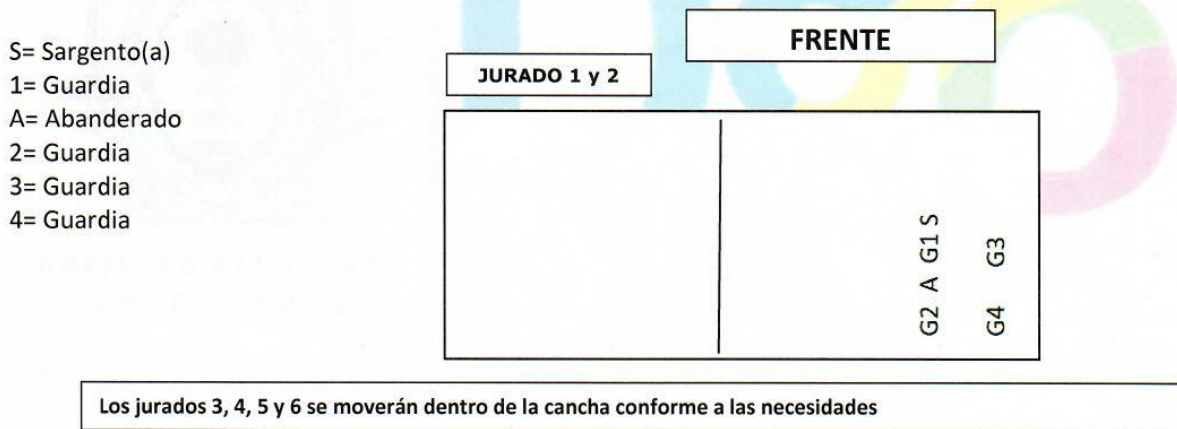 S= Sargento(a)
1= Guardia
A= Abanderado
2= Guardia
3= Guardia
4= Guardia
FRENTE
JURADO 1 y 2
G2 A G1 S
G4 G3
Los jurados 3, 4, 5 y 6 se moverán dentro de la cancha conforme a las necesidades